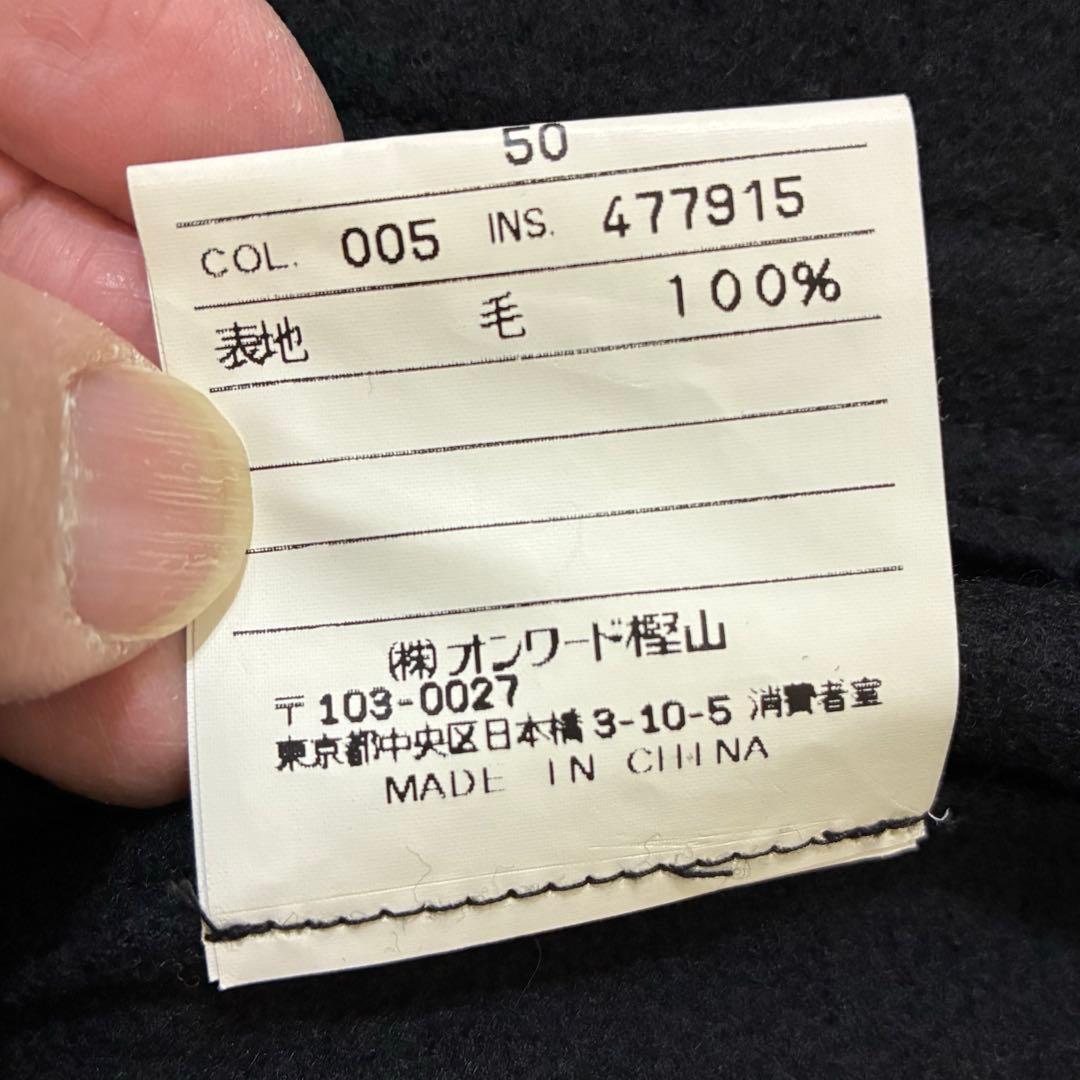 50
COL. 005 INS. 477915
表地 毛 100%
(株)オンワード樫山
〒103-0027
東京都中央区日本橋3-10-5 消費者室
MADE IN CHINA